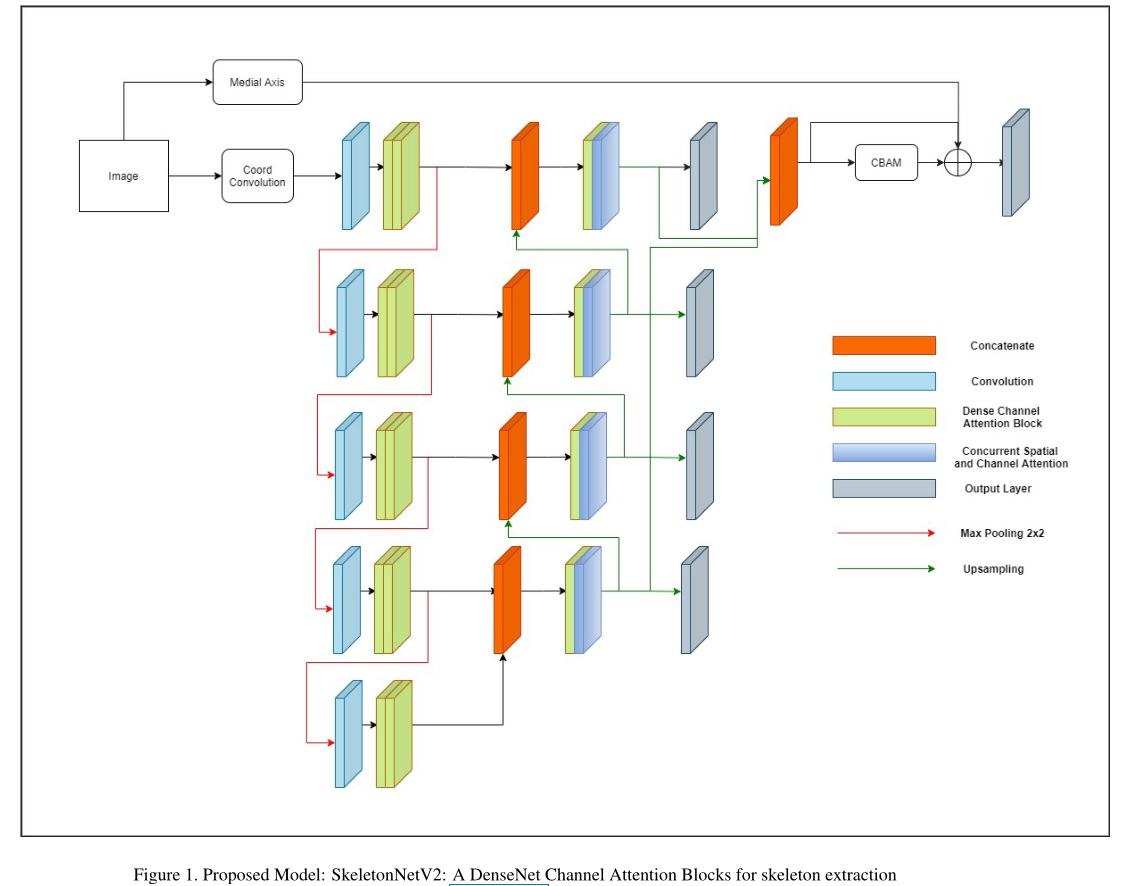 Medial Axis
Image
Coord
Convolution
CBAM
Concatenate
Convolution
Dense Channel
Attention Block
Concurrent Spatial
and Channel Attention
Output Layer
Max Pooling 2x2
Upsampling
Figure 1. Proposed Model: SkeletonNetV2: A DenseNet Channel Attention Blocks for skeleton extraction